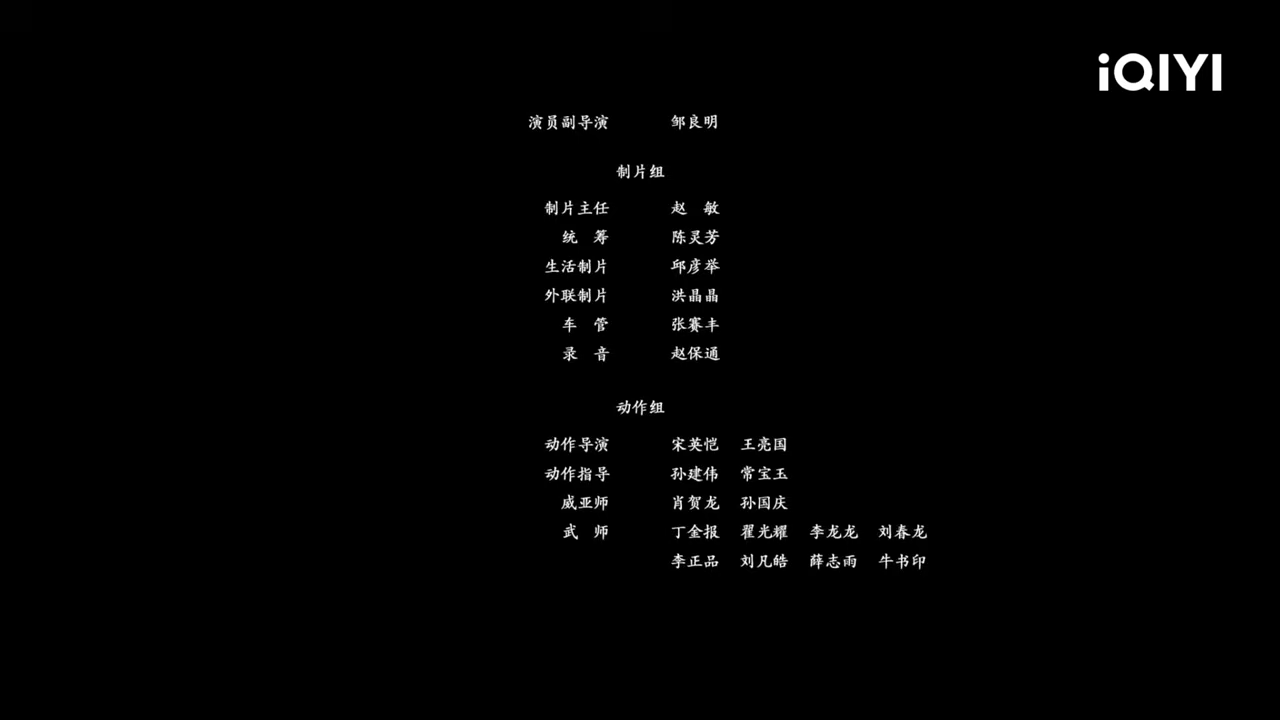 iQIYI
演员副导演 邹良明
制片组
制片主任 赵 敏
统 筹 陈灵芳
生活制片 邱彦举
外联制片 洪晶晶
车 管 张赛丰
录 音 赵保通
动作组
动作导演 宋英恺 王亮国
动作指导 孙建伟 常宝玉
威亚师 肖贺龙 孙国庆
武 师 丁金报 翟光耀 李龙龙 刘春龙
李正品 刘凡皓 薛志雨 牛书印